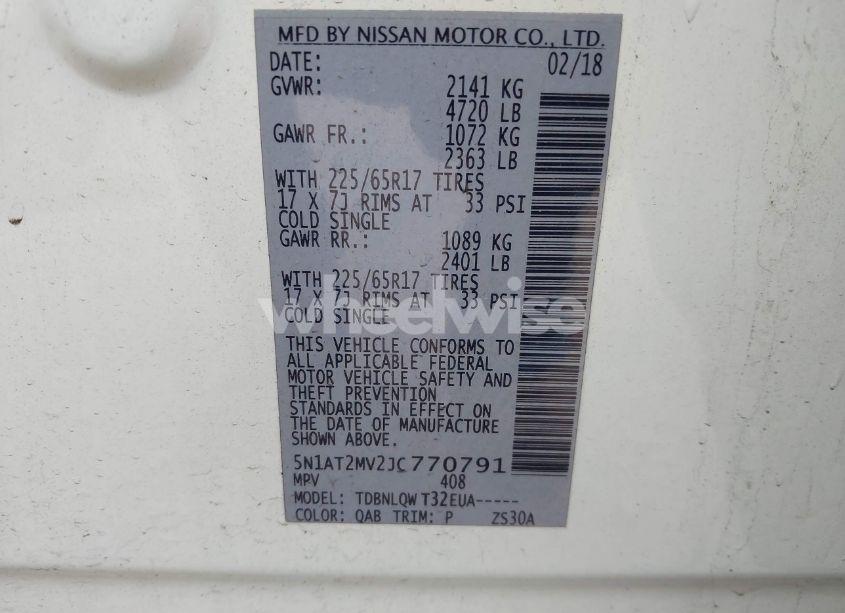 MFD BY NISSAN MOTOR CO., LTD.
DATE: 02/18
GVWR: 2141 KG
4720 LB
GAWR FR.: 1072 KG
2363 LB
WITH 225/65R17 TIRES
17 X 7J RIMS AT 33 PSI
COLD SINGLE
GAWR RR.: 1089 KG
2401 LB
WITH 225/65R17 TIRES
17 X 7J RIMS AT 33 PSI
COLD SINGLE
wheelwise
THIS VEHICLE CONFORMS TO
ALL APPLICABLE FEDERAL
MOTOR VEHICLE SAFETY AND
THEFT PREVENTION
STANDARDS IN EFFECT ON
THE DATE OF MANUFACTURE
SHOWN ABOVE.
5N1AT2MV2JC770791
MPV 408
MODEL: TDBNLQW T32EUA-----
COLOR: QAB TRIM: P ZS30A